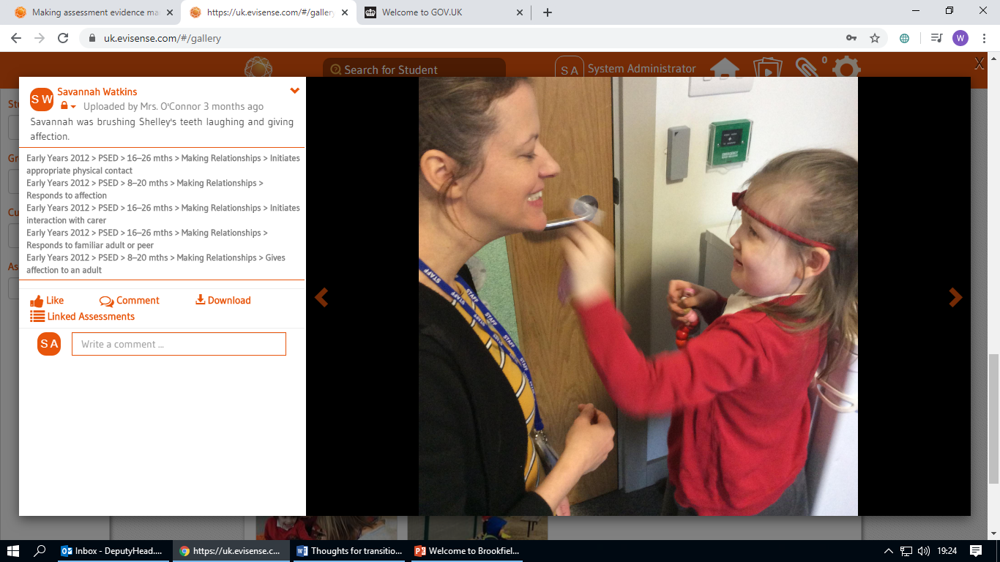 Making assessment evidence ma
https://uk.evisense.com/#/gallery
Welcome to GOV.UK
uk.evisense.com/#/gallery
W
Search for Student
S A
System Administrator
0
X
S W
Savannah Watkins
Uploaded by Mrs. O'Connor 3 months ago
Savannah was brushing Shelley's teeth laughing and giving
affection.
Early Years 2012 > PSED > 16–26 mths > Making Relationships > Initiates
appropriate physical contact
Early Years 2012 > PSED > 8–20 mths > Making Relationships >
Responds to affection
Early Years 2012 > PSED > 16–26 mths > Making Relationships > Initiates
interaction with carer
Early Years 2012 > PSED > 16–26 mths > Making Relationships >
Responds to familiar adult or peer
Early Years 2012 > PSED > 8–20 mths > Making Relationships > Gives
affection to an adult
Like
Comment
Download
Linked Assessments
S A
Write a comment ...
STAFF
STAFF
STAFF
STAFF
STAFF
Inbox - DeputyHead....
https://uk.evisense.c...
Thoughts for transitio...
Welcome to Brookfiel...
19:24